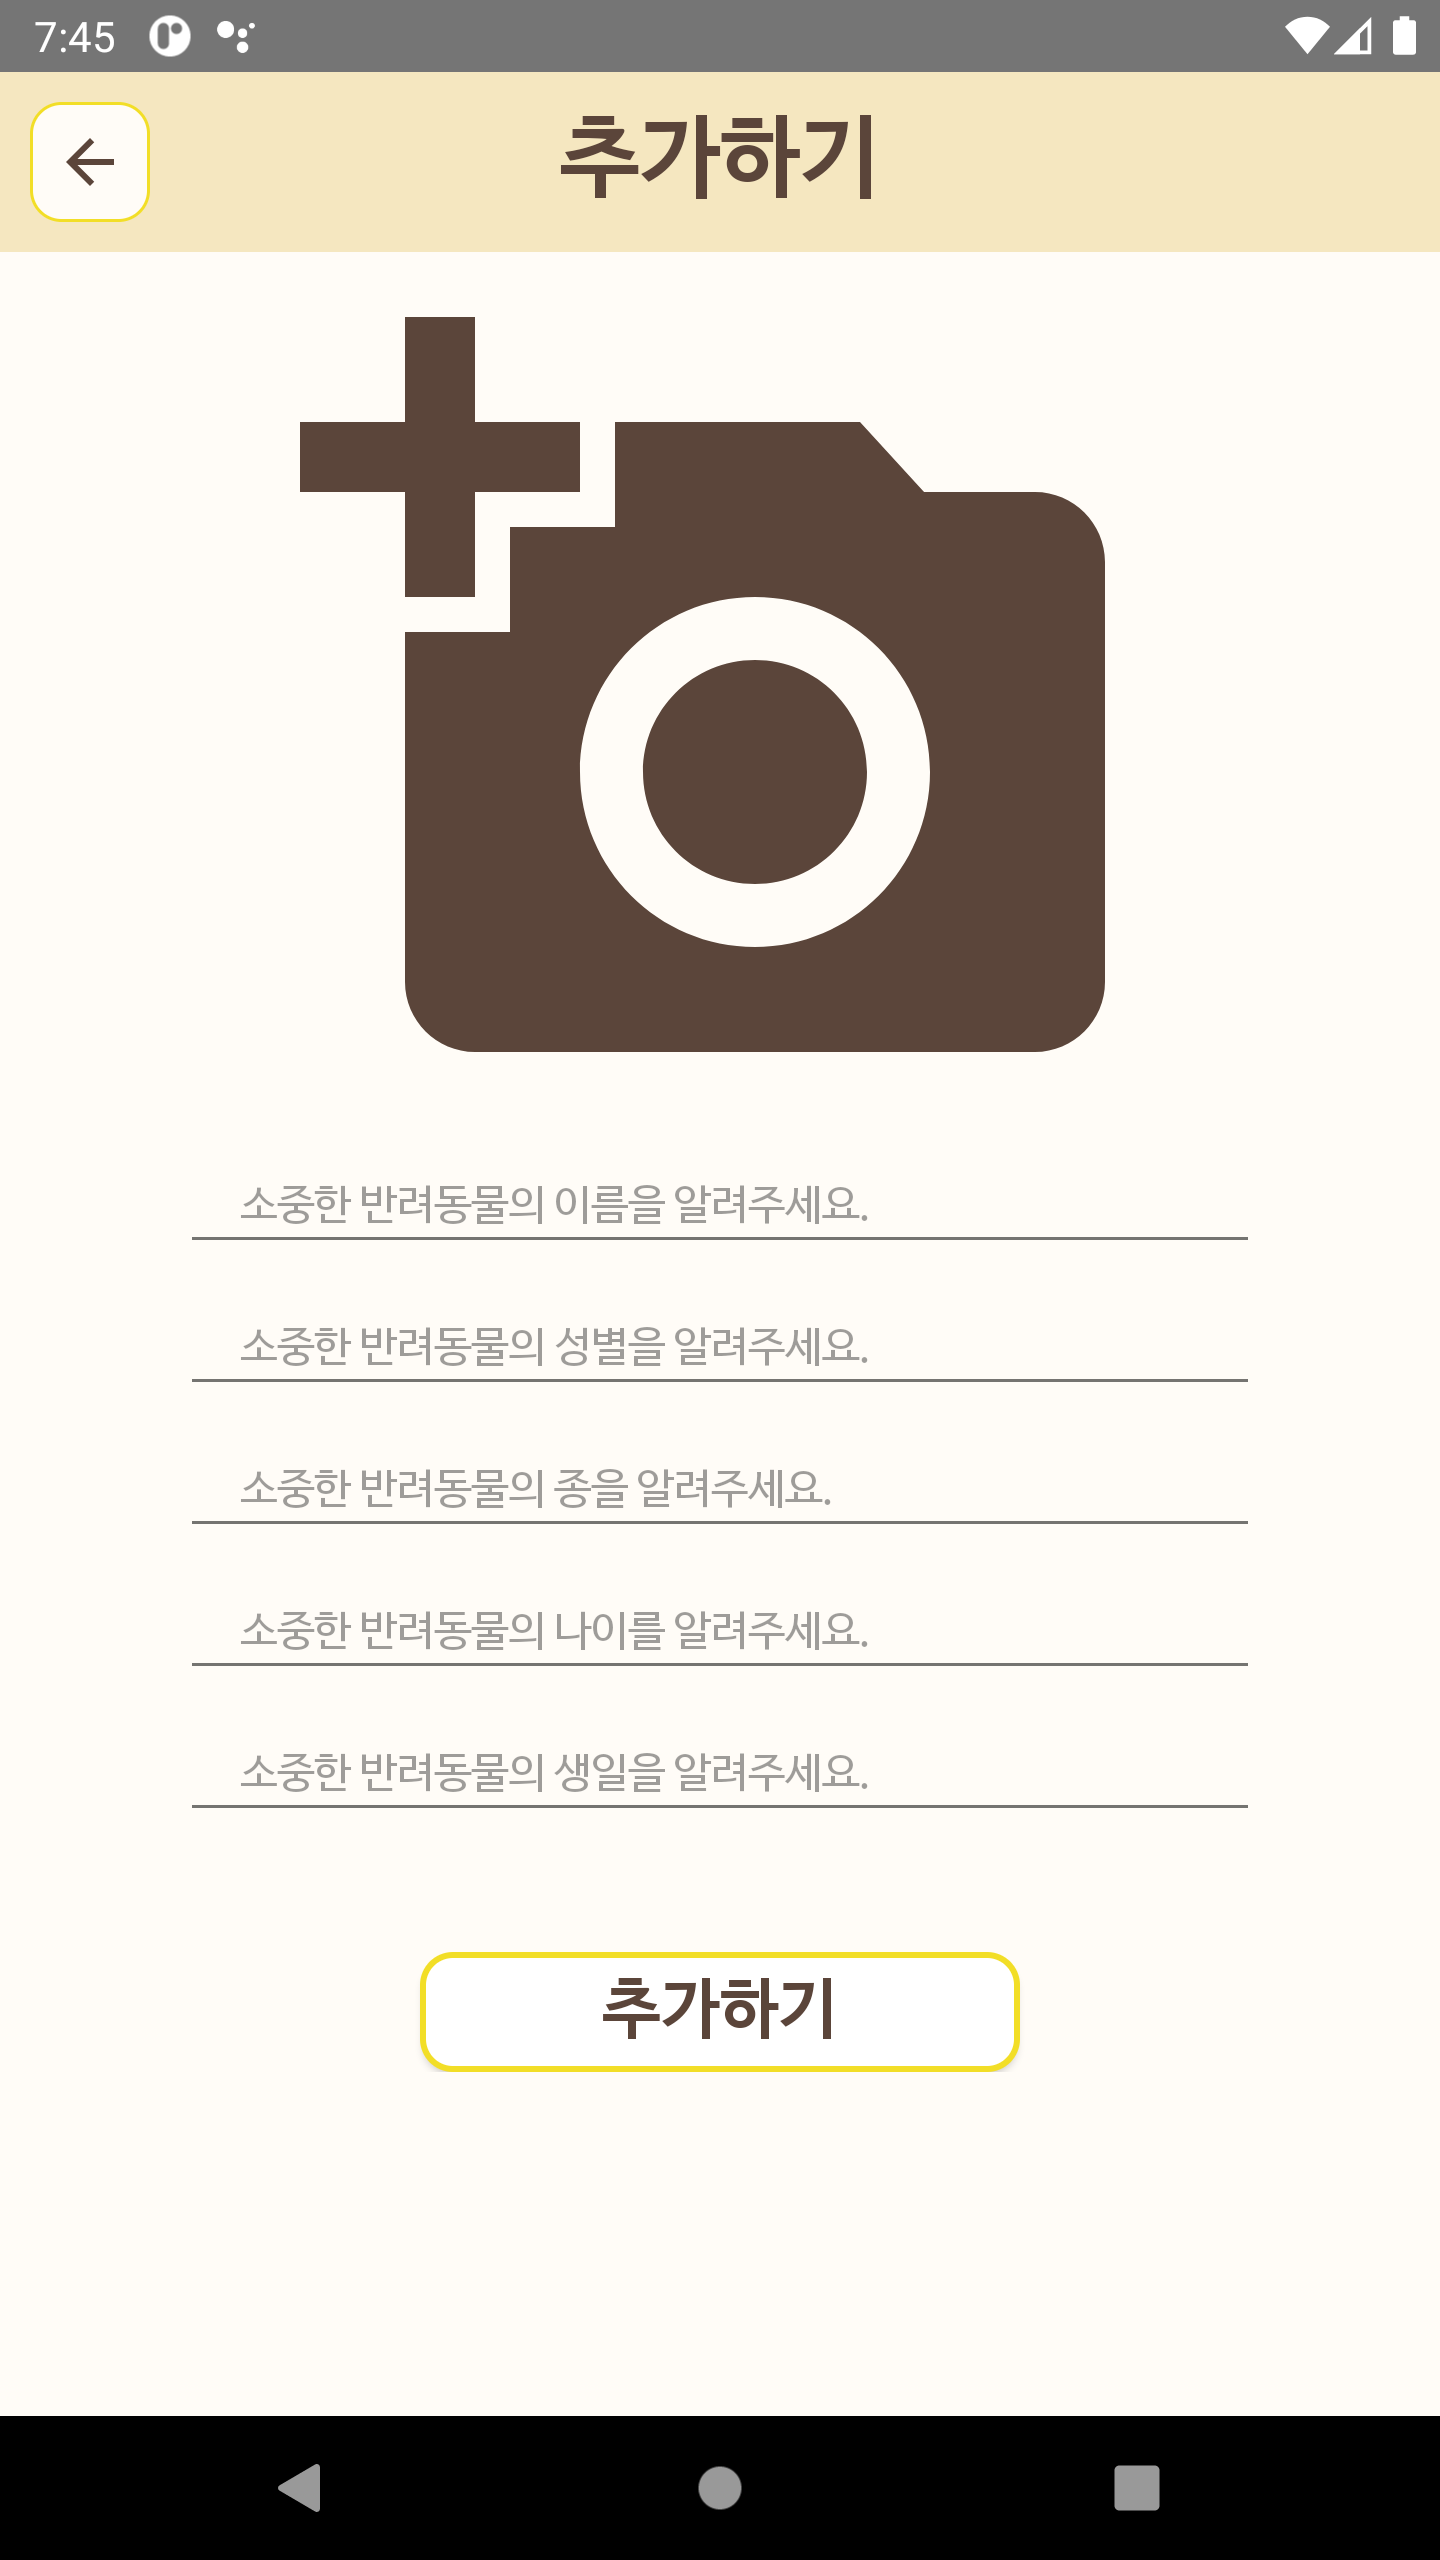 7:45
추가하기
소중한 반려동물의 이름을 알려주세요.
소중한 반려동물의 성별을 알려주세요.
소중한 반려동물의 종을 알려주세요.
소중한 반려동물의 나이를 알려주세요.
소중한 반려동물의 생일을 알려주세요.
추가하기